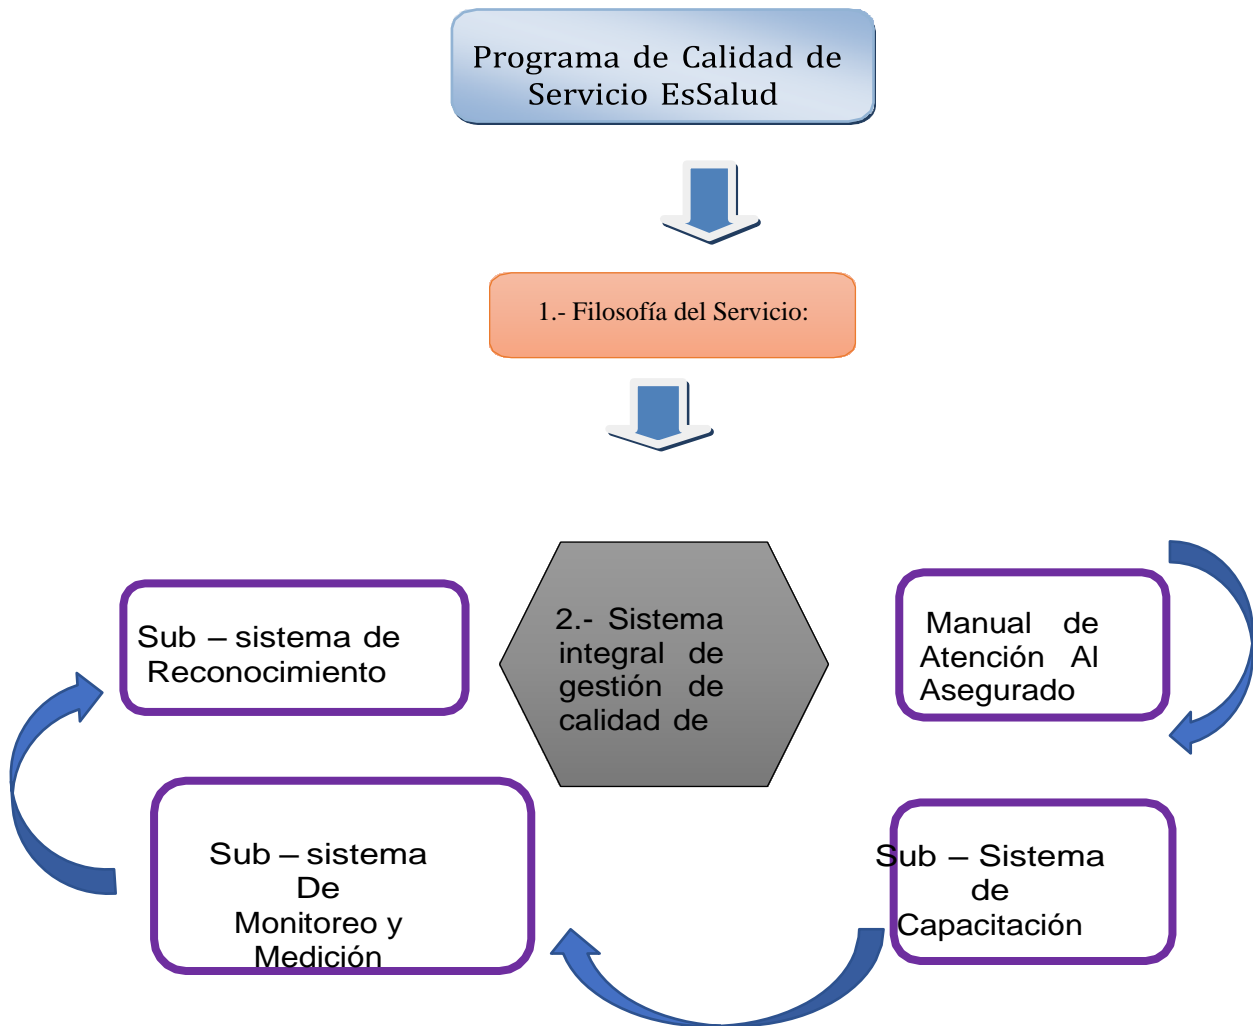 Programa de Calidad de
Servicio EsSalud
1.- Filosofía del Servicio:
2.- Sistema
integral de
gestión de
calidad de
Manual de
Atención Al
Asegurado
Sub – Sistema
de
Capacitación
Sub – sistema
De
Monitoreo y
Medición
Sub – sistema de
Reconocimiento